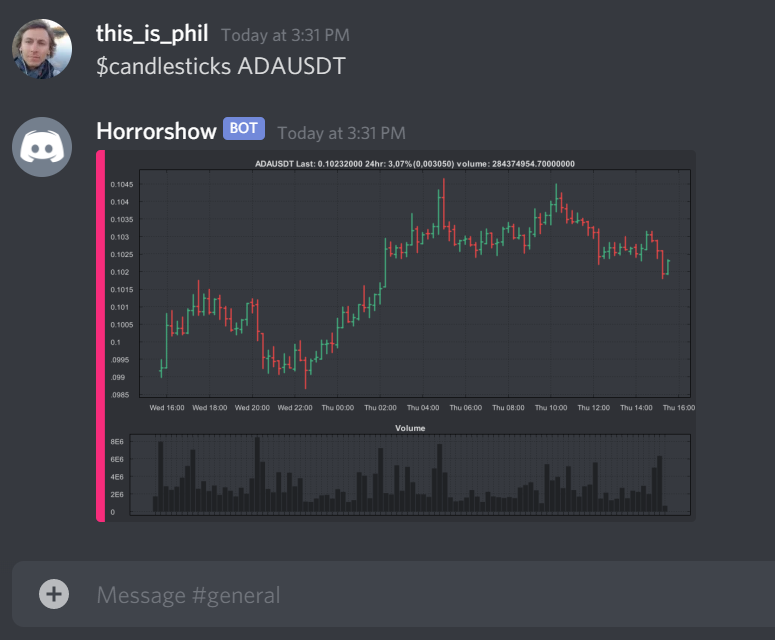 this_is_phil Today at 3:31 PM
$candlesticks ADAUSDT
Horrorshow BOT Today at 3:31 PM
ADAUSDT Last: 0.10232000 24hr: 3,07%(0,003050) volume: 284374954.70000000
0.1045
0.104
0.1035
0.103
0.1025
0.102
0.1015
0.101
0.1005
0.1
.0995
.099
.0985
Wed 16:00 Wed 18:00 Wed 20:00 Wed 22:00 Thu 00:00 Thu 02:00 Thu 04:00 Thu 06:00 Thu 08:00 Thu 10:00 Thu 12:00 Thu 14:00 Thu 16:00
Volume
8E6
6E6
4E6
2E6
0
Message #general